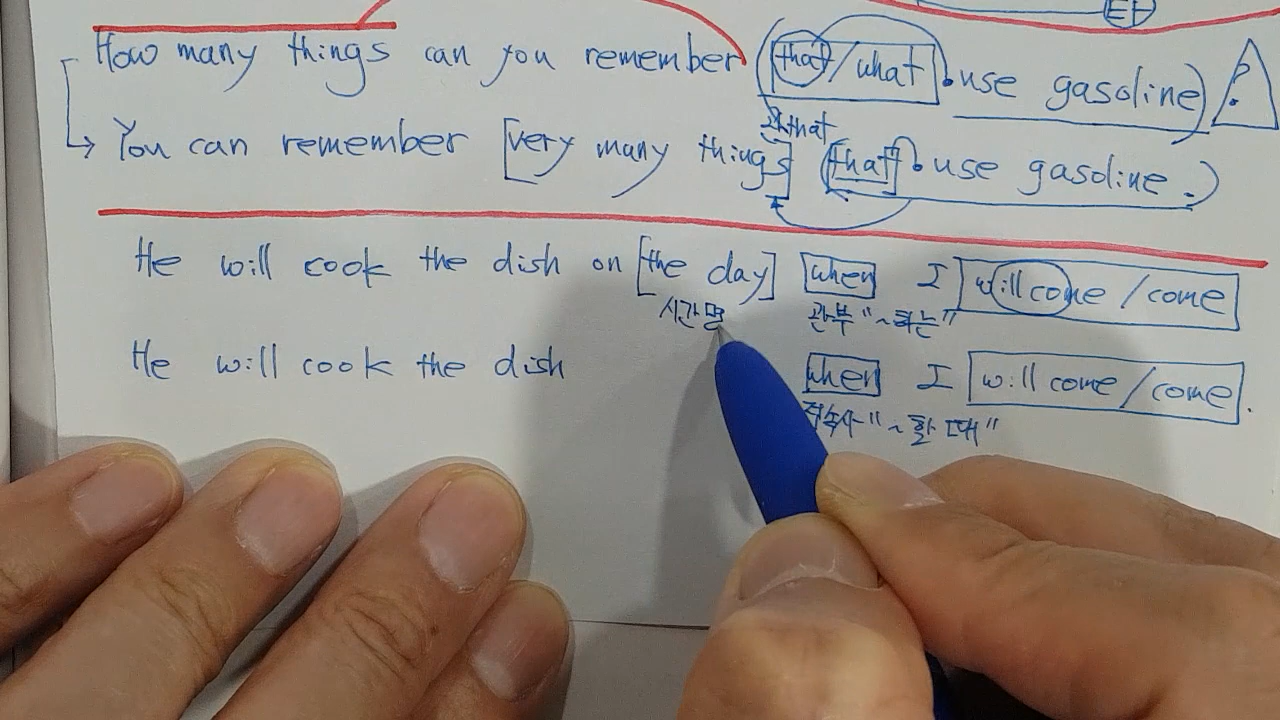 How many things can you remember (that/what use gasoline)
관 that
You can remember [very many things] (that use gasoline.)
He will cook the dish on [the day] when I will come / come
시간명 관부 "~하는"
He will cook the dish when I will come / come.
접속사 "~할 때"